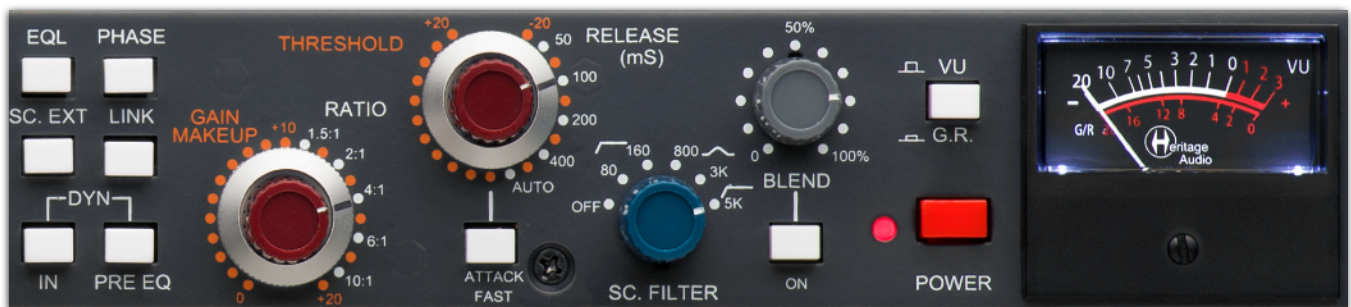 EQL
PHASE
SC. EXT
LINK
DYN
IN
PRE EQ
GAIN
MAKEUP
+10
0
+20
RATIO
1.5:1
2:1
4:1
6:1
10:1
THRESHOLD
+20
-20
RELEASE
(mS)
50
100
200
400
AUTO
ATTACK
FAST
OFF
80
160
800
3K
5K
SC. FILTER
0
50%
100%
BLEND
ON
VU
G.R.
POWER
20 10 7 5 3 2 1 0 1 2 3 VU
- +
G/R 16 12 8 4 2 0
Heritage
Audio